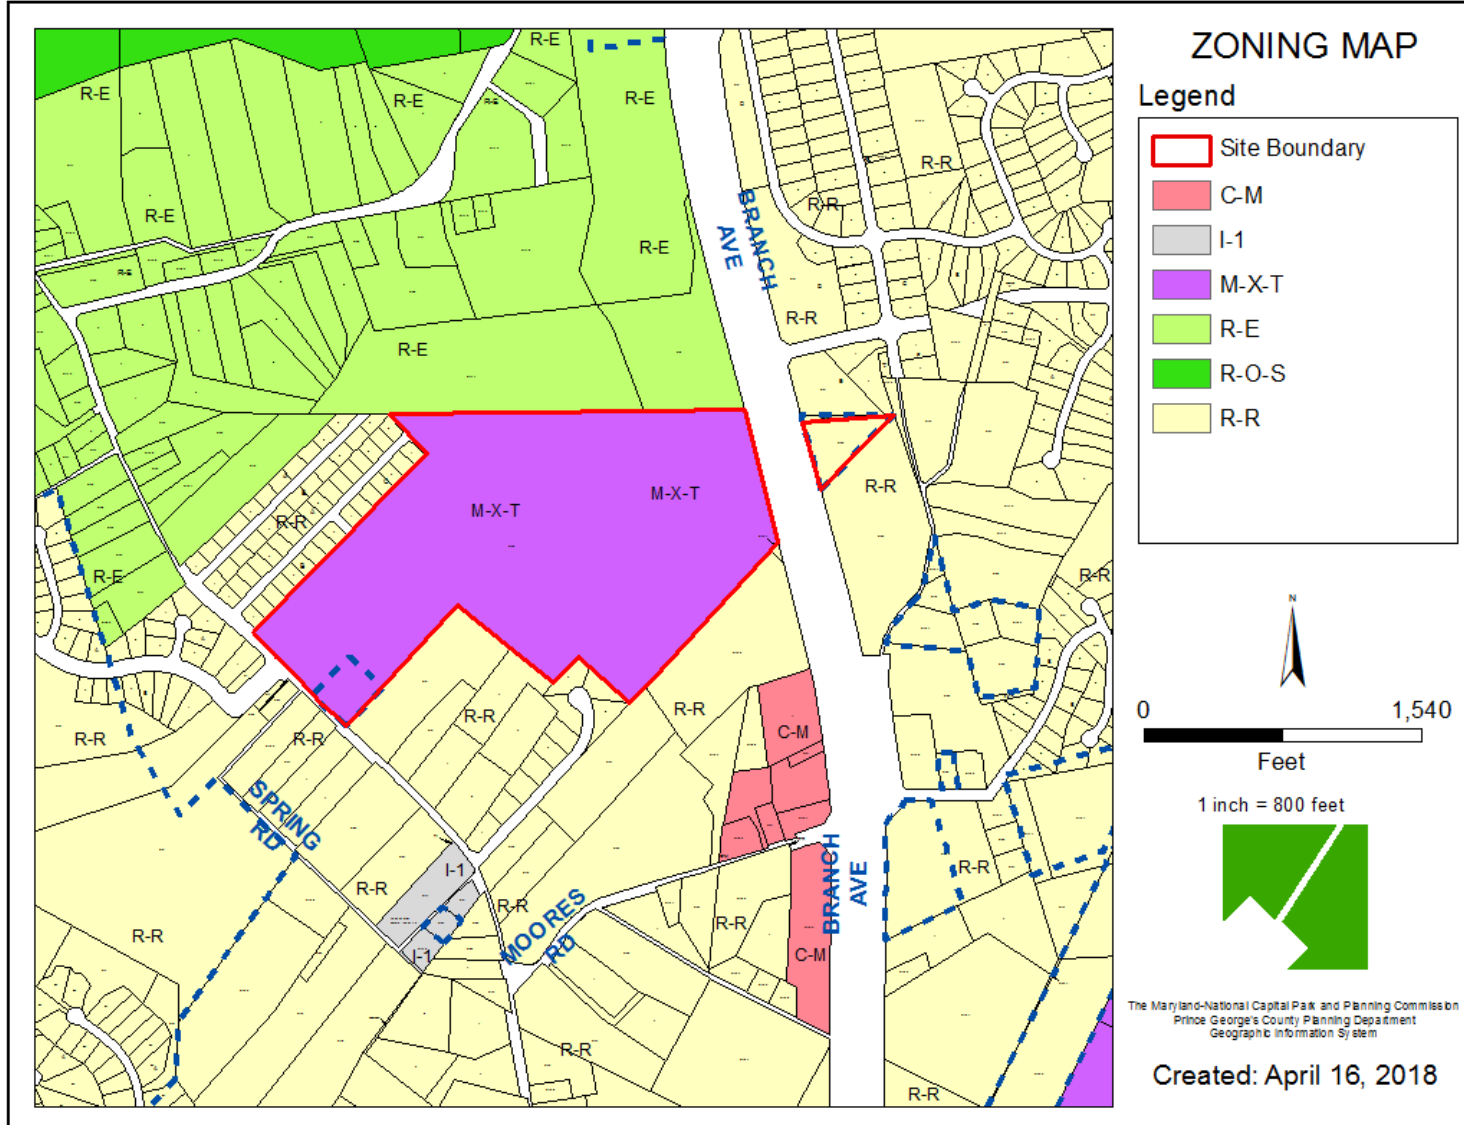 ZONING MAP
Legend
Site Boundary
C-M
I-1
M-X-T
R-E
R-O-S
R-R
N
0 1,540
Feet
1 inch = 800 feet
The Maryland-National Capital Park and Planning Commission
Prince George's County Planning Department
Geographic Information System
Created: April 16, 2018
R-E
R-E
R-E
R-E
R-E
R-R
R-E
R-R
BRANCH
AVE
R-E
R-E
R-R
R-E
R-R
M-X-T
M-X-T
R-R
R-E
R-R
R-R
R-R
R-R
R-R
C-M
SPRING
RD
I-1
R-R
R-R
BRANCH
AVE
R-R
MOORES
RD
R-R
R-R
I-1
C-M
R-R
R-R